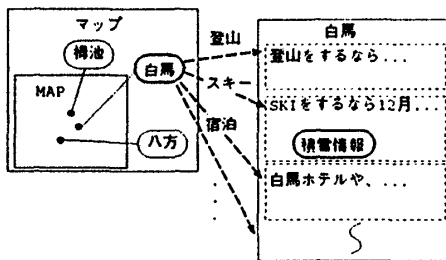 マップ
栂池
白馬
MAP
八方
登山
スキー
宿泊
白馬
登山をするなら...
SKIをするなら12月...
積雪情報
白馬ホテルや、...